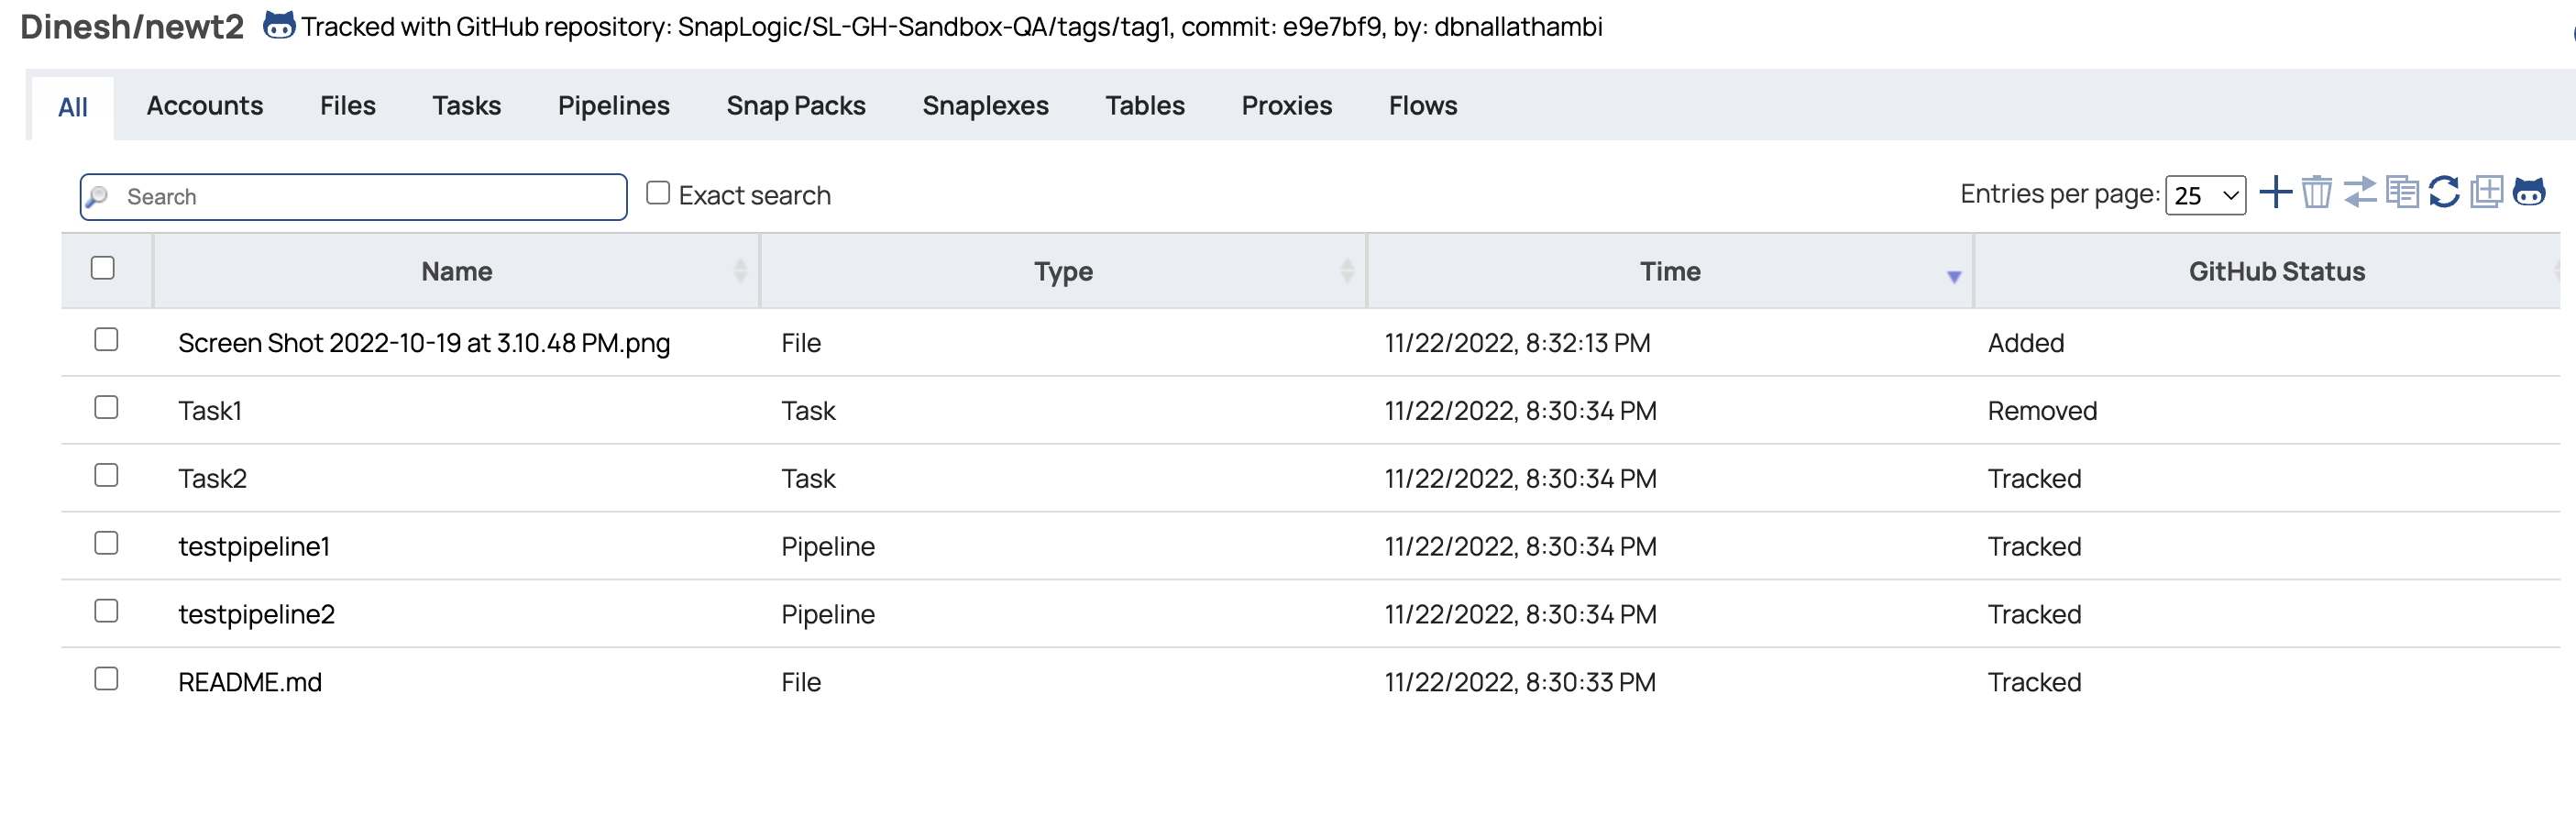 Dinesh/newt2 Tracked with GitHub repository: SnapLogic/SL-GH-Sandbox-QA/tags/tag1, commit: e9e7bf9, by: dbnallathambi
All Accounts Files Tasks Pipelines Snap Packs Snaplexes Tables Proxies Flows
Search Exact search Entries per page: 25
Name Type Time GitHub Status
Screen Shot 2022-10-19 at 3.10.48 PM.png File 11/22/2022, 8:32:13 PM Added
Task1 Task 11/22/2022, 8:30:34 PM Removed
Task2 Task 11/22/2022, 8:30:34 PM Tracked
testpipeline1 Pipeline 11/22/2022, 8:30:34 PM Tracked
testpipeline2 Pipeline 11/22/2022, 8:30:34 PM Tracked
README.md File 11/22/2022, 8:30:33 PM Tracked